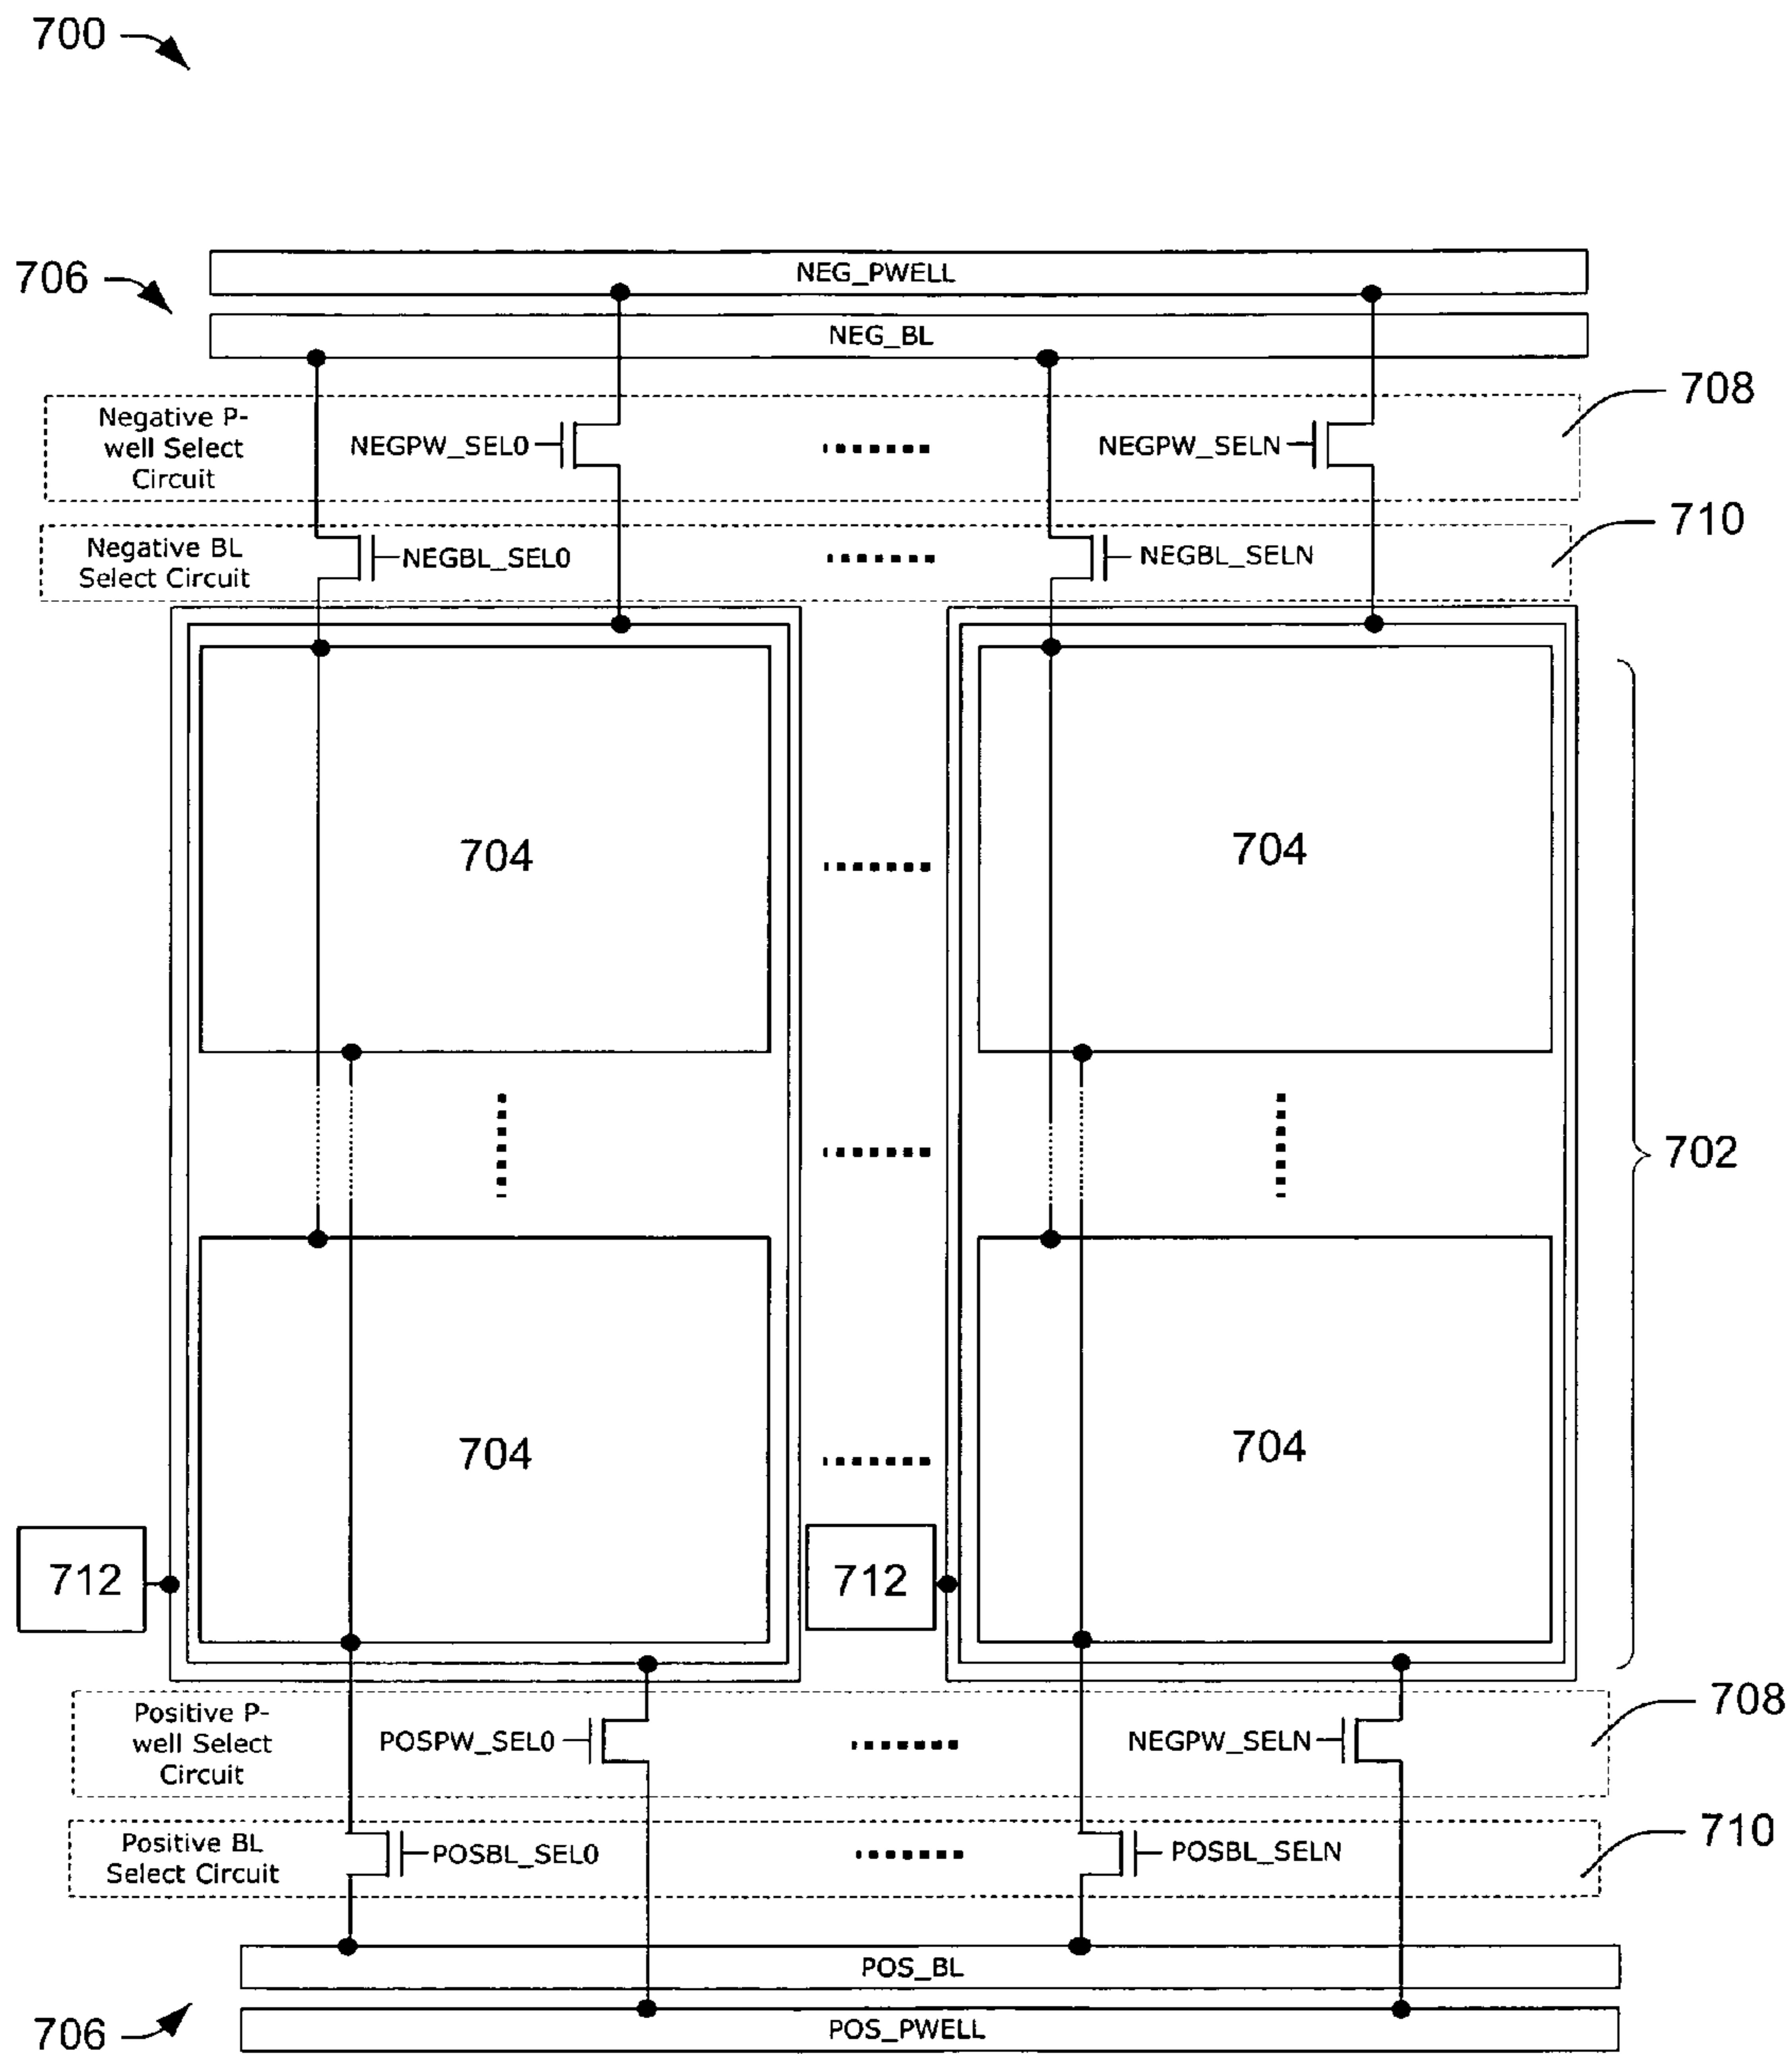 700
706
NEG_PWELL
NEG_BL
708
Negative P-
well Select
Circuit
NEGPW_SEL0
NEGPW_SELN
710
Negative BL
Select Circuit
NEGBL_SEL0
NEGBL_SELN
704
704
702
704
704
712
712
708
Positive P-
well Select
Circuit
POSPW_SEL0
NEGPW_SELN
710
Positive BL
Select Circuit
POSBL_SEL0
POSBL_SELN
POS_BL
706
POS_PWELL